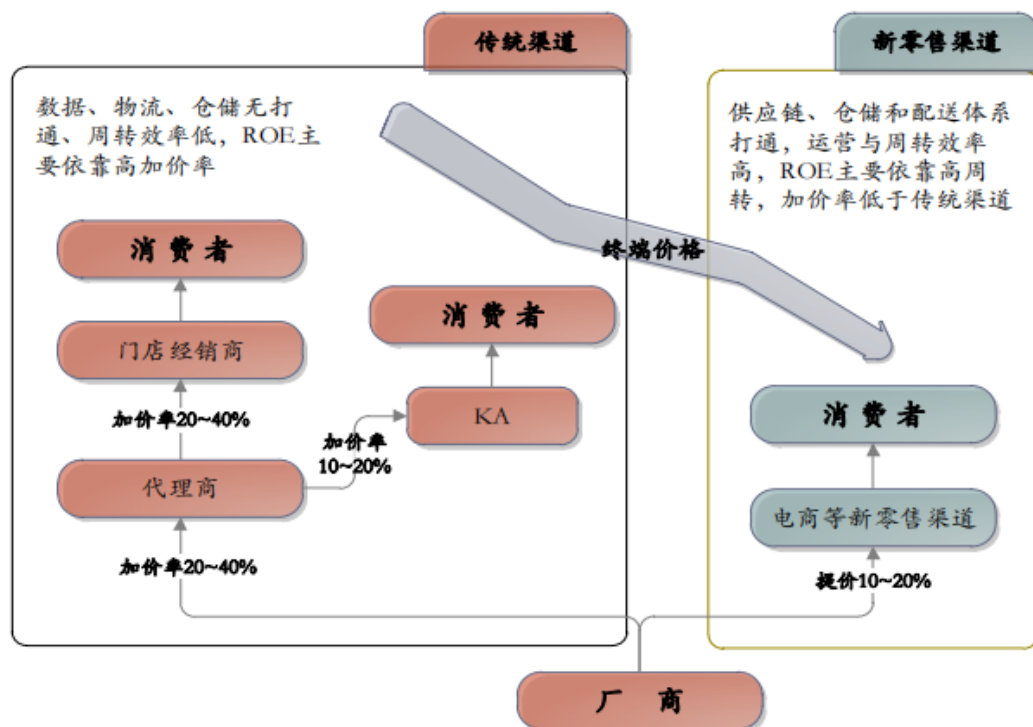 传统渠道
新零售渠道
数据、物流、仓储无打
通、周转效率低，ROE主
要依靠高加价率
供应链、仓储和配送体系
打通，运营与周转效率
高，ROE主要依靠高周
转，加价率低于传统渠道
终端价格
消费者
门店经销商
加价率20~40%
代理商
加价率20~40%
消费者
KA
加价率
10~20%
消费者
电商等新零售渠道
提价10~20%
厂 商